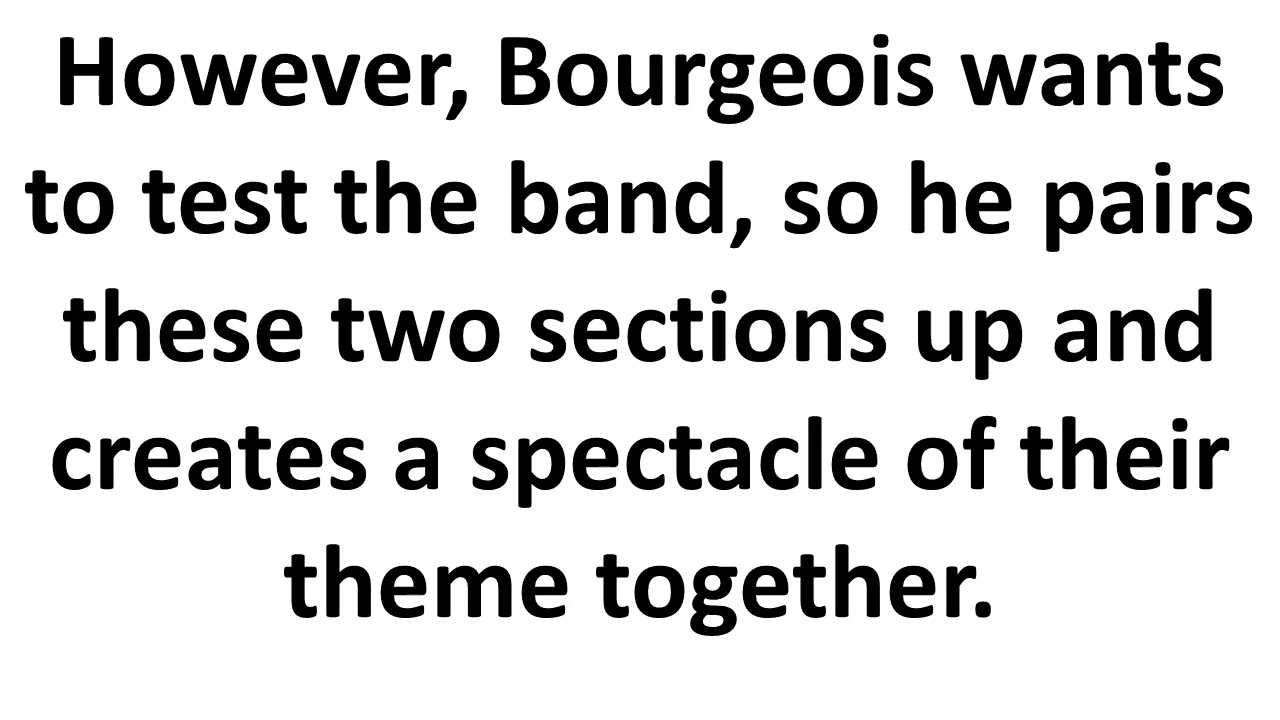 However, Bourgeois wants
to test the band, so he pairs
these two sections up and
creates a spectacle of their
theme together.